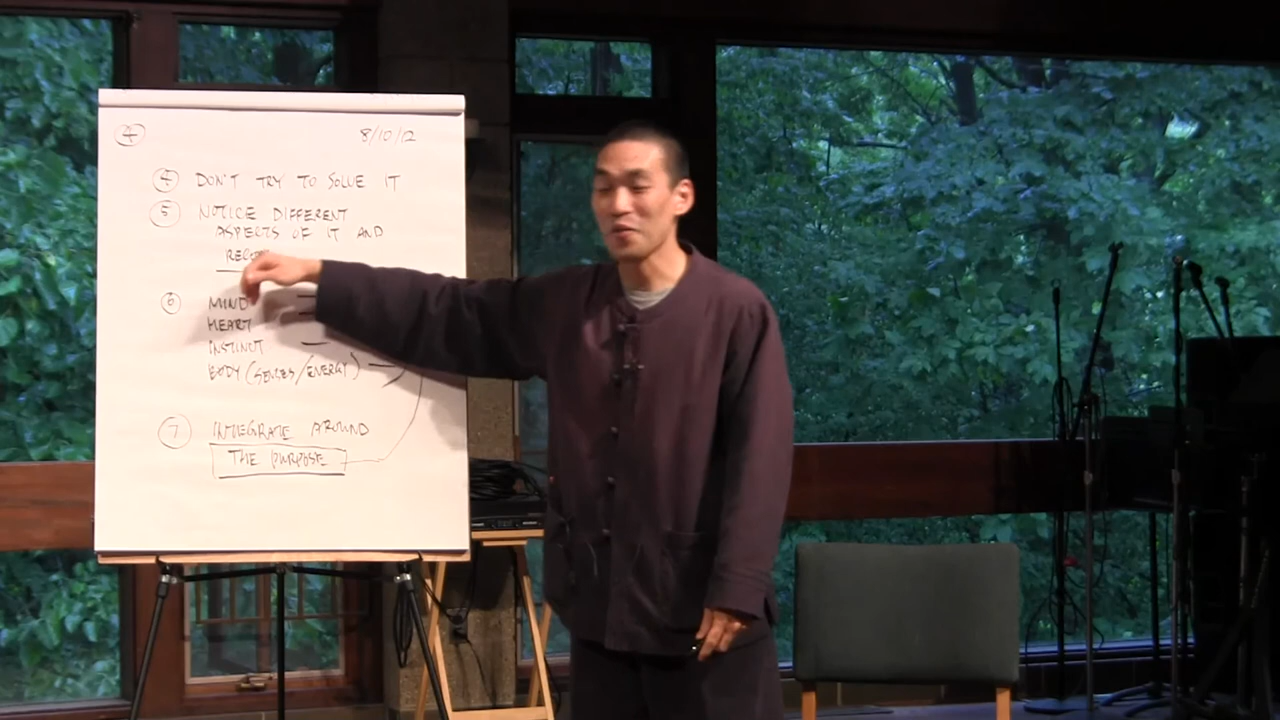 4
8/10/12
4 DON'T TRY TO SOLVE IT
5 NOTICE DIFFERENT
ASPECTS OF IT AND
6 MIND
HEART
INSTINCT
BODY (SENSES/ENERGY)
7 INTEGRATE AROUND
THE PURPOSE